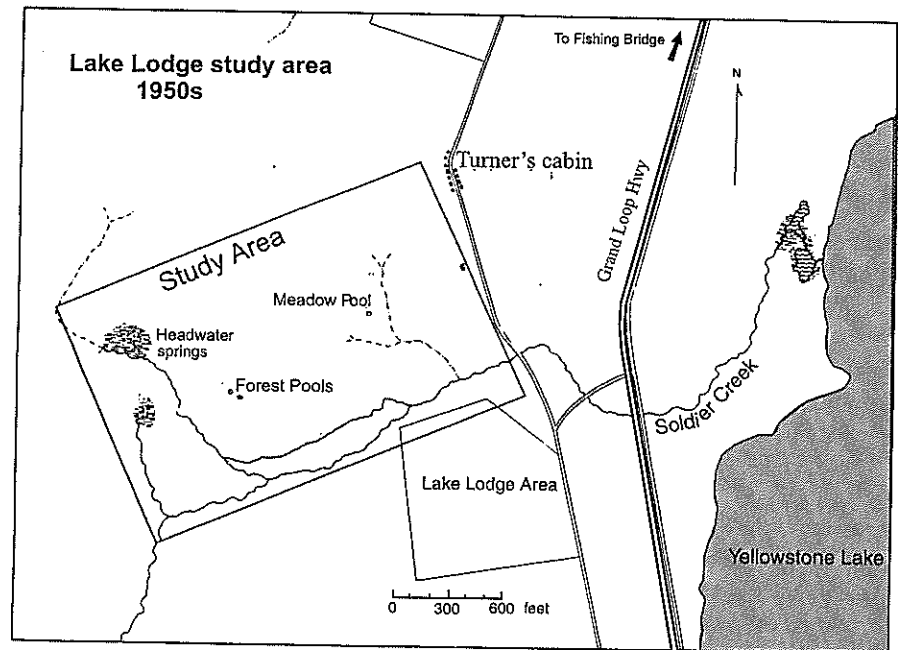 Lake Lodge study area
1950s
To Fishing Bridge
N
Turner's cabin
Grand Loop Hwy
Study Area
Meadow Pool
Headwater
springs
Forest Pools
Soldier Creek
Lake Lodge Area
Yellowstone Lake
0 300 600 feet